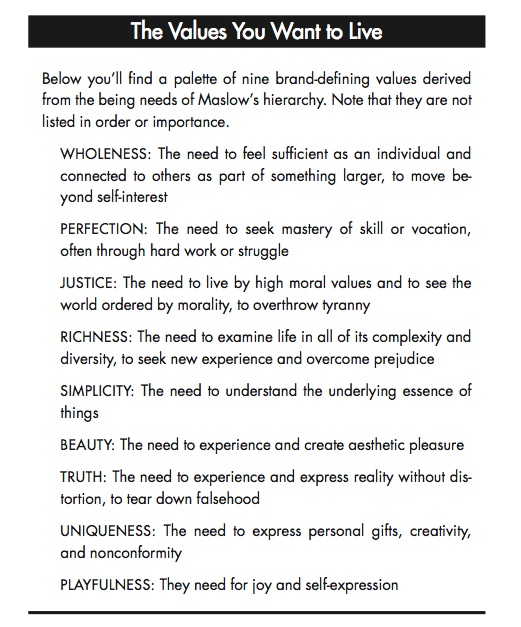 The Values You Want to Live
Below you'll find a palette of nine brand-defining values derived
from the being needs of Maslow's hierarchy. Note that they are not
listed in order or importance.
WHOLENESS: The need to feel sufficient as an individual and
connected to others as part of something larger, to move be-
yond self-interest
PERFECTION: The need to seek mastery of skill or vocation,
often through hard work or struggle
JUSTICE: The need to live by high moral values and to see the
world ordered by morality, to overthrow tyranny
RICHNESS: The need to examine life in all of its complexity and
diversity, to seek new experience and overcome prejudice
SIMPLICITY: The need to understand the underlying essence of
things
BEAUTY: The need to experience and create aesthetic pleasure
TRUTH: The need to experience and express reality without dis-
tortion, to tear down falsehood
UNIQUENESS: The need to express personal gifts, creativity,
and nonconformity
PLAYFULNESS: They need for joy and self-expression